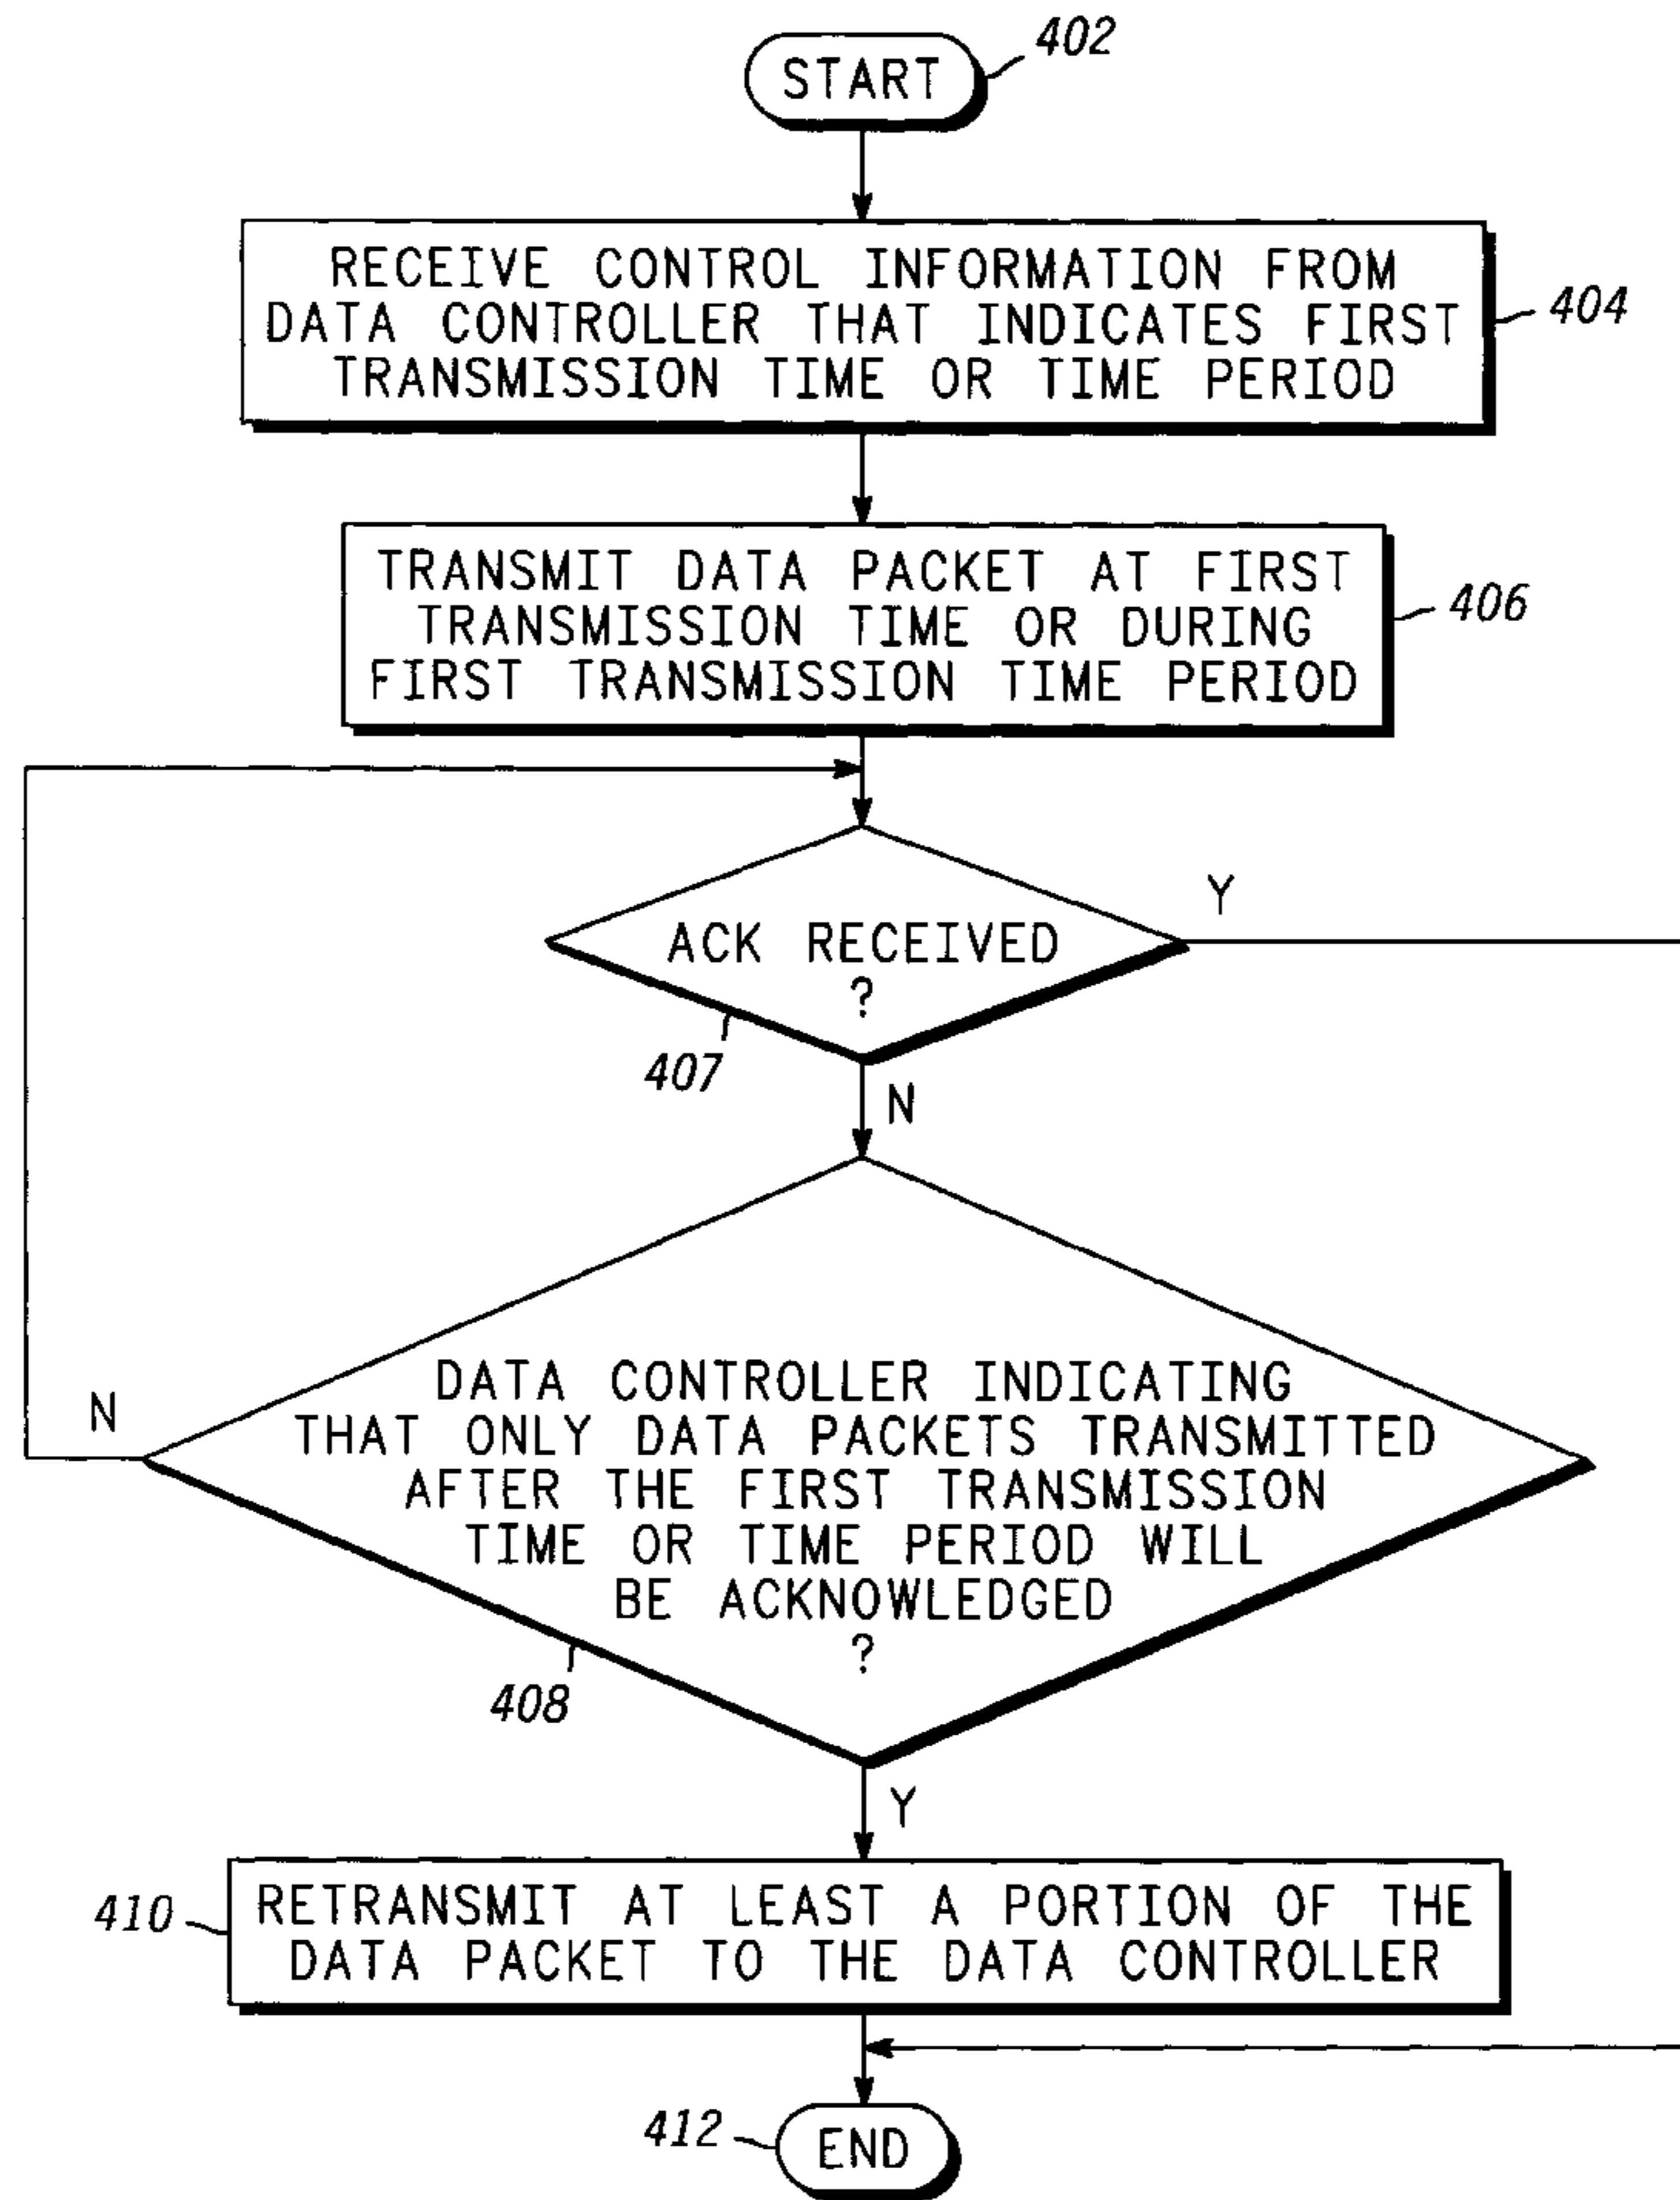 START
402
RECEIVE CONTROL INFORMATION FROM
DATA CONTROLLER THAT INDICATES FIRST
TRANSMISSION TIME OR TIME PERIOD
404
TRANSMIT DATA PACKET AT FIRST
TRANSMISSION TIME OR DURING
FIRST TRANSMISSION TIME PERIOD
406
ACK RECEIVED
?
Y
407
N
DATA CONTROLLER INDICATING
THAT ONLY DATA PACKETS TRANSMITTED
AFTER THE FIRST TRANSMISSION
TIME OR TIME PERIOD WILL
BE ACKNOWLEDGED
?
N
408
Y
410
RETRANSMIT AT LEAST A PORTION OF THE
DATA PACKET TO THE DATA CONTROLLER
412
END